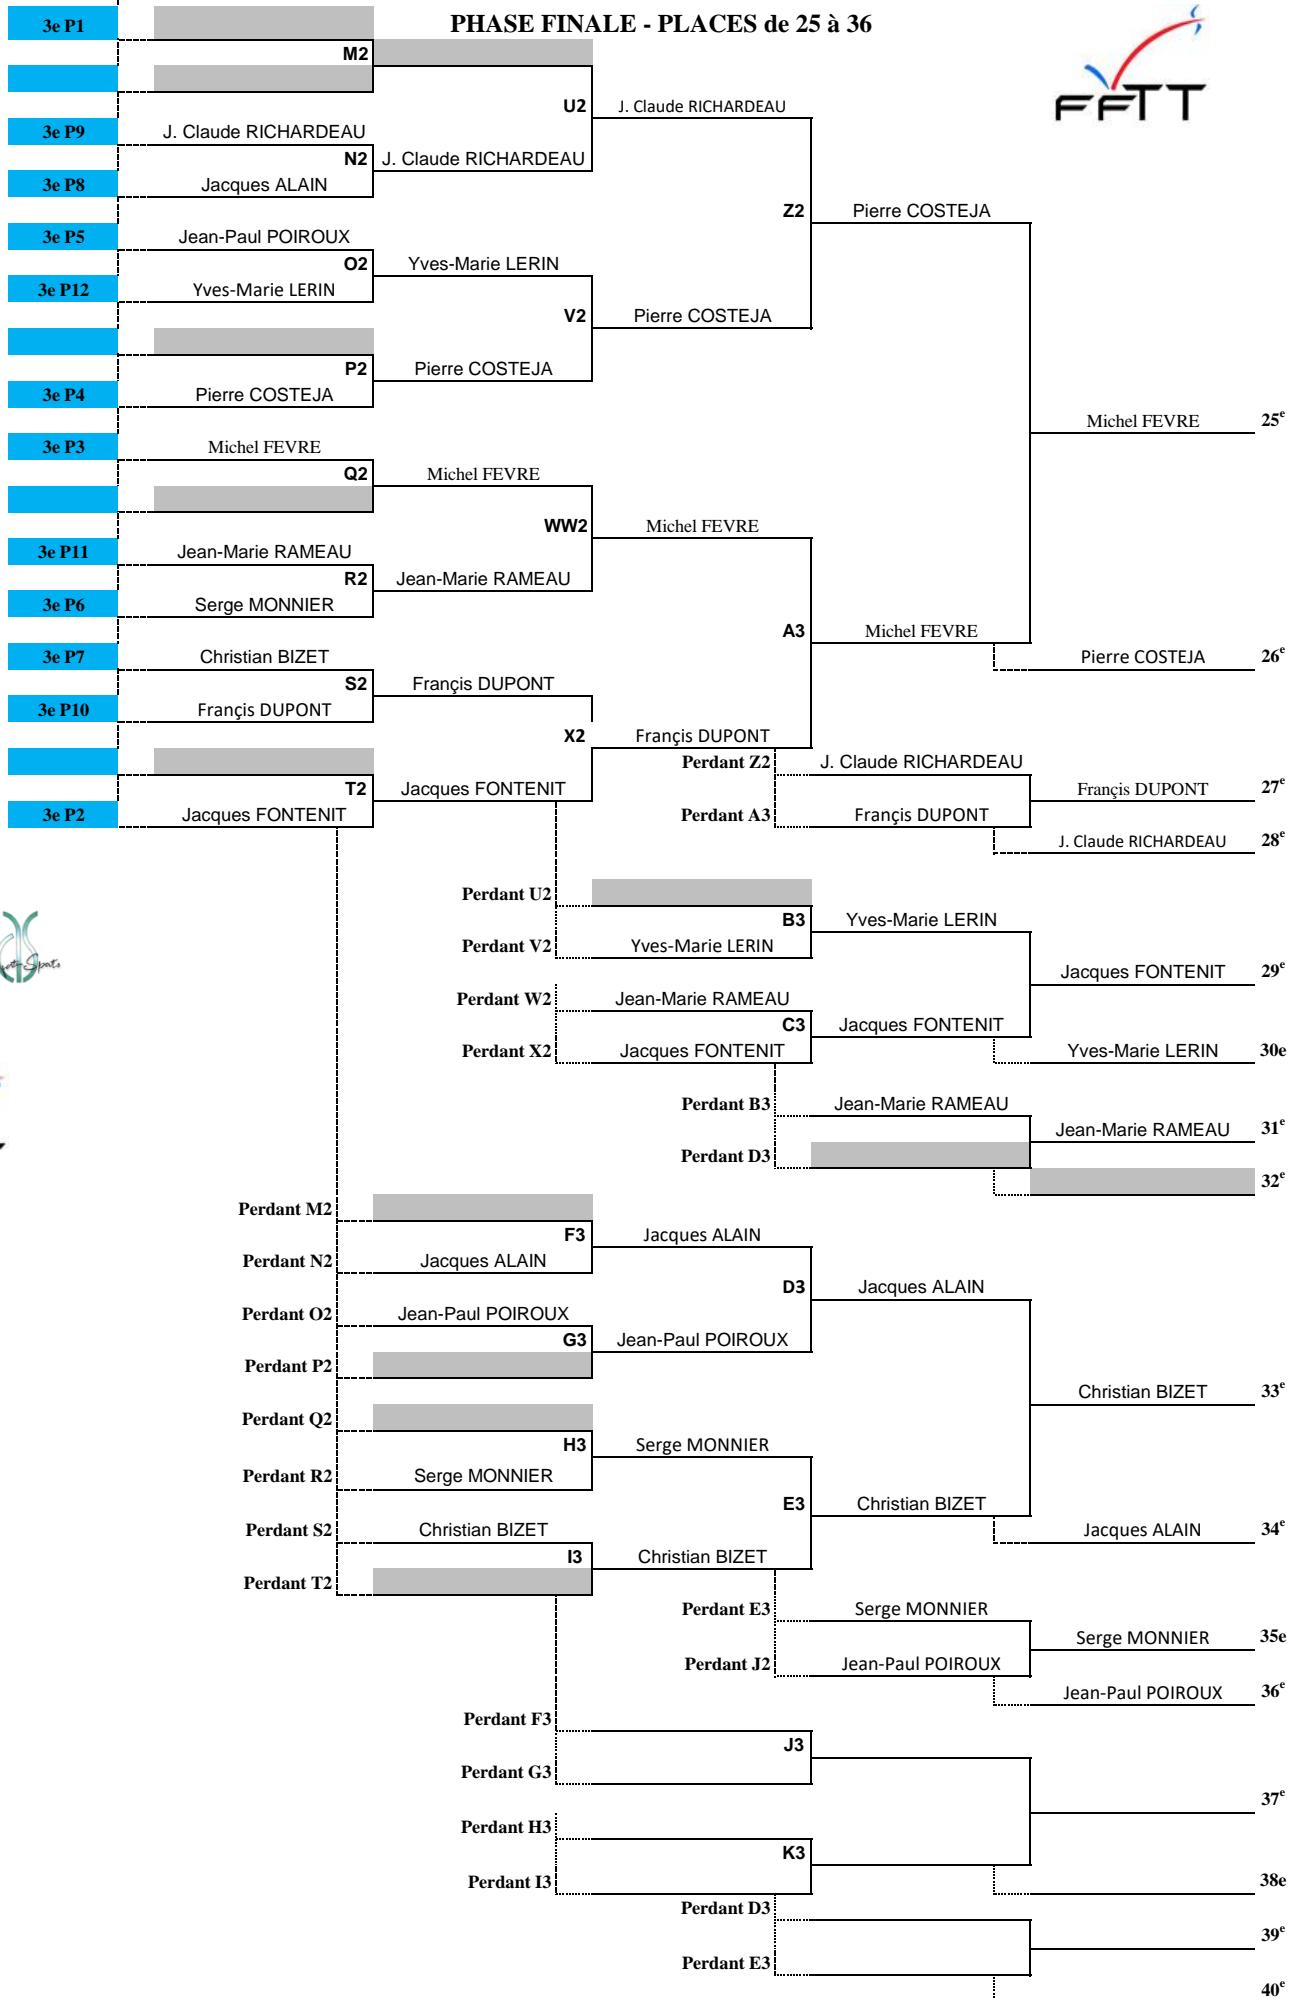 3e P1
PHASE FINALE - PLACES de 25 à 36
M2
U2
J. Claude RICHARDEAU
FFTT
3e P9
J. Claude RICHARDEAU
N2
J. Claude RICHARDEAU
3e P8
Jacques ALAIN
Z2
Pierre COSTEJA
3e P5
Jean-Paul POIROUX
O2
Yves-Marie LERIN
3e P12
Yves-Marie LERIN
V2
Pierre COSTEJA
P2
Pierre COSTEJA
3e P4
Pierre COSTEJA
Michel FEVRE
25e
3e P3
Michel FEVRE
Q2
Michel FEVRE
WW2
Michel FEVRE
3e P11
Jean-Marie RAMEAU
R2
Jean-Marie RAMEAU
3e P6
Serge MONNIER
A3
Michel FEVRE
3e P7
Christian BIZET
Pierre COSTEJA
26e
S2
Françis DUPONT
3e P10
Françis DUPONT
X2
Françis DUPONT
Perdant Z2
J. Claude RICHARDEAU
T2
Jacques FONTENIT
Françis DUPONT
27e
3e P2
Jacques FONTENIT
Perdant A3
Françis DUPONT
J. Claude RICHARDEAU
28e
Perdant U2
B3
Yves-Marie LERIN
Perdant V2
Yves-Marie LERIN
Jacques FONTENIT
29e
Perdant W2
Jean-Marie RAMEAU
C3
Jacques FONTENIT
Perdant X2
Jacques FONTENIT
Yves-Marie LERIN
30e
Perdant B3
Jean-Marie RAMEAU
Jean-Marie RAMEAU
31e
Perdant D3
32e
Perdant M2
F3
Jacques ALAIN
Perdant N2
Jacques ALAIN
D3
Jacques ALAIN
Perdant O2
Jean-Paul POIROUX
G3
Jean-Paul POIROUX
Perdant P2
Christian BIZET
33e
Perdant Q2
H3
Serge MONNIER
Perdant R2
Serge MONNIER
E3
Christian BIZET
Perdant S2
Christian BIZET
Jacques ALAIN
34e
I3
Christian BIZET
Perdant T2
Perdant E3
Serge MONNIER
Serge MONNIER
35e
Perdant J2
Jean-Paul POIROUX
Jean-Paul POIROUX
36e
Perdant F3
J3
Perdant G3
37e
Perdant H3
K3
Perdant I3
38e
Perdant D3
39e
Perdant E3
40e